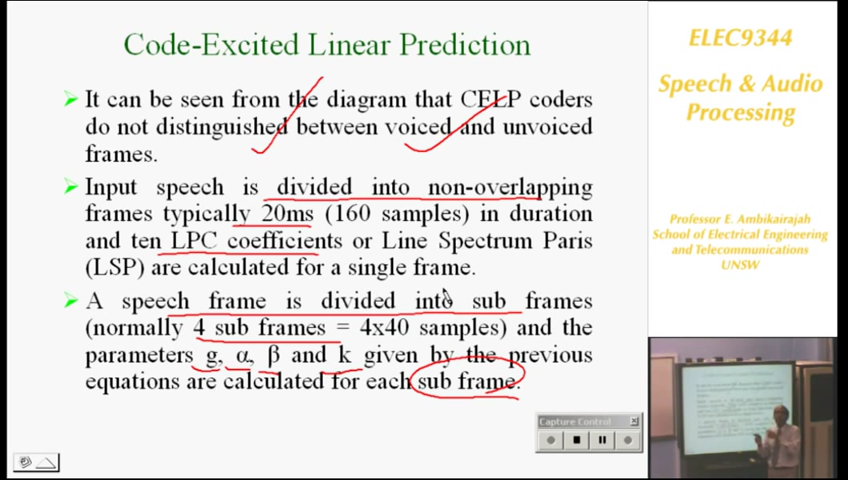 Code-Excited Linear Prediction
It can be seen from the diagram that CELP coders
do not distinguished between voiced and unvoiced
frames.
Input speech is divided into non-overlapping
frames typically 20ms (160 samples) in duration
and ten LPC coefficients or Line Spectrum Paris
(LSP) are calculated for a single frame.
A speech frame is divided into sub frames
(normally 4 sub frames = 4x40 samples) and the
parameters g, α, β and k given by the previous
equations are calculated for each sub frame.
Capture Control
ELEC9344
Speech & Audio
Processing
Professor E. Ambikairajah
School of Electrical Engineering
and Telecommunications
UNSW